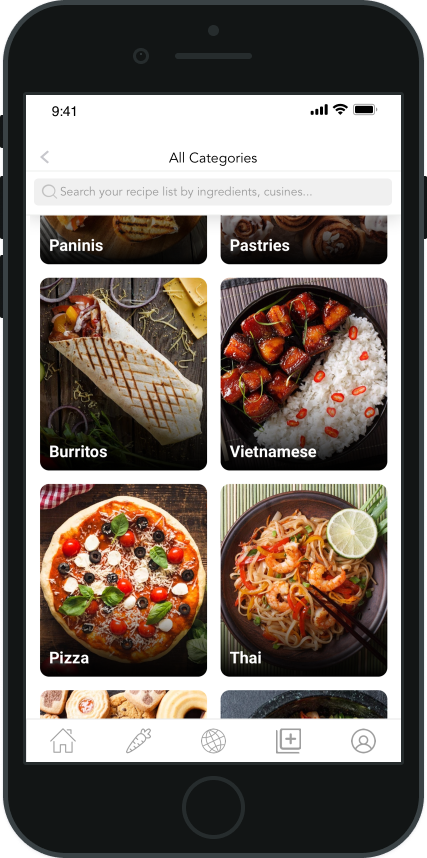 9:41
All Categories
Search your recipe list by ingredients, cusines...
Paninis
Pastries
Burritos
Vietnamese
Pizza
Thai